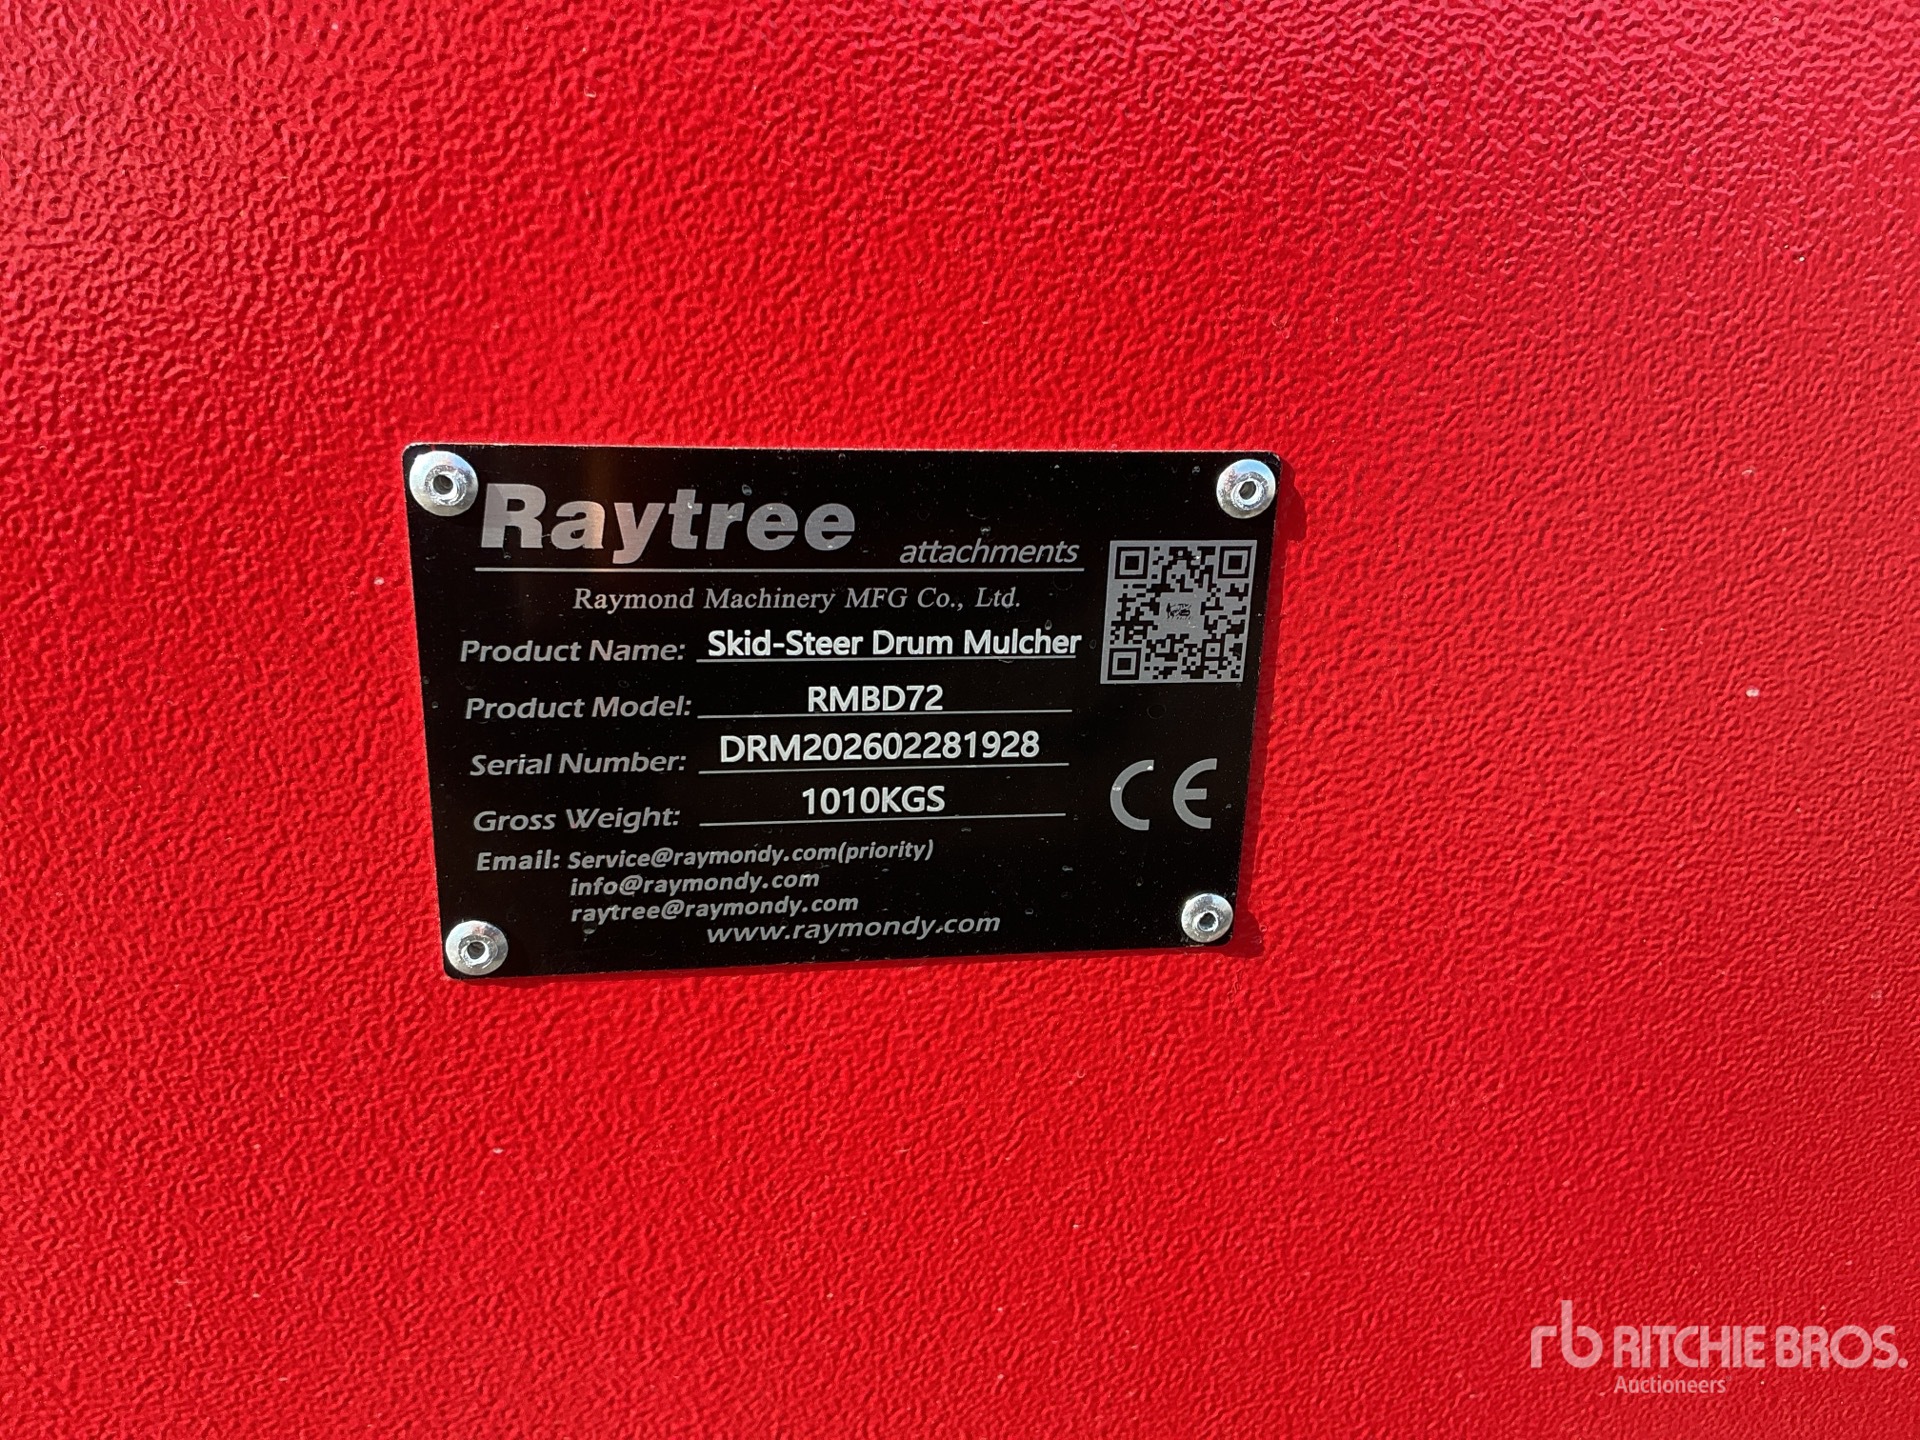 Raytree
attachments
Raymond Machinery MFG Co., Ltd.
Product Name: Skid-Steer Drum Mulcher
Product Model: RMBD72
Serial Number: DRM202602281928
Gross Weight: 1010KGS
Email: Service@raymondy.com(priority)
info@raymondy.com
raytree@raymondy.com
www.raymondy.com
CE
rb RITCHIE BROS.
Auctioneers